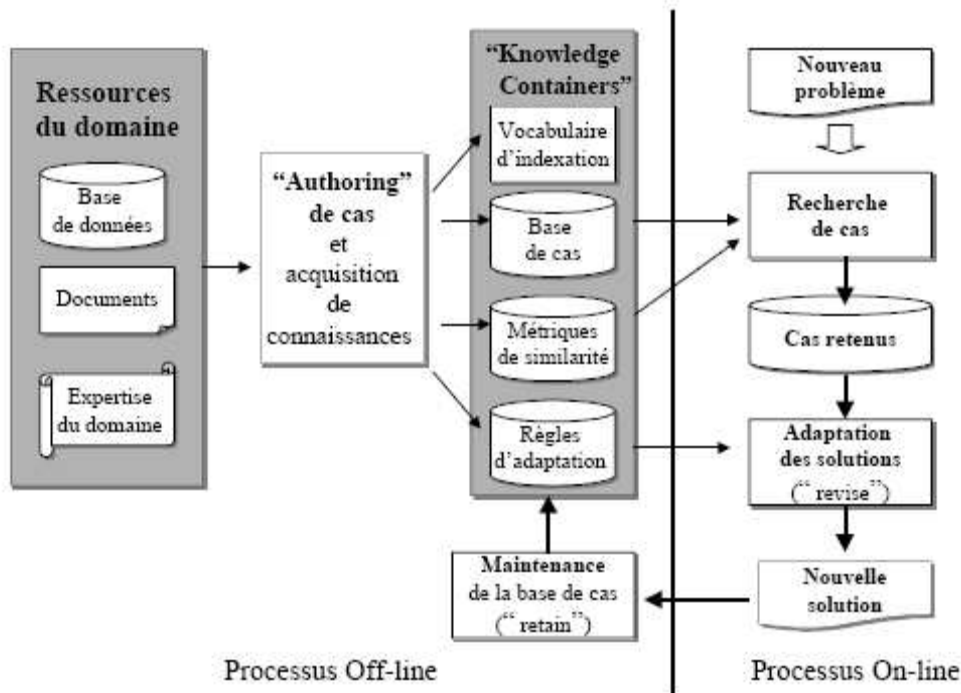 Ressources
du domaine
Base
de données
Documents
Expertise
du domaine
“Authoring”
de cas
et
acquisition
de
connaissances
“Knowledge
Containers”
Vocabulaire
d’indexation
Base
de cas
Métriques
de similarité
Règles
d’adaptation
Maintenance
de la base de cas
(“ retain”)
Processus Off-line
Nouveau
problème
Recherche
de cas
Cas retenus
Adaptation
des solutions
(“ revise”)
Nouvelle
solution
Processus On-line